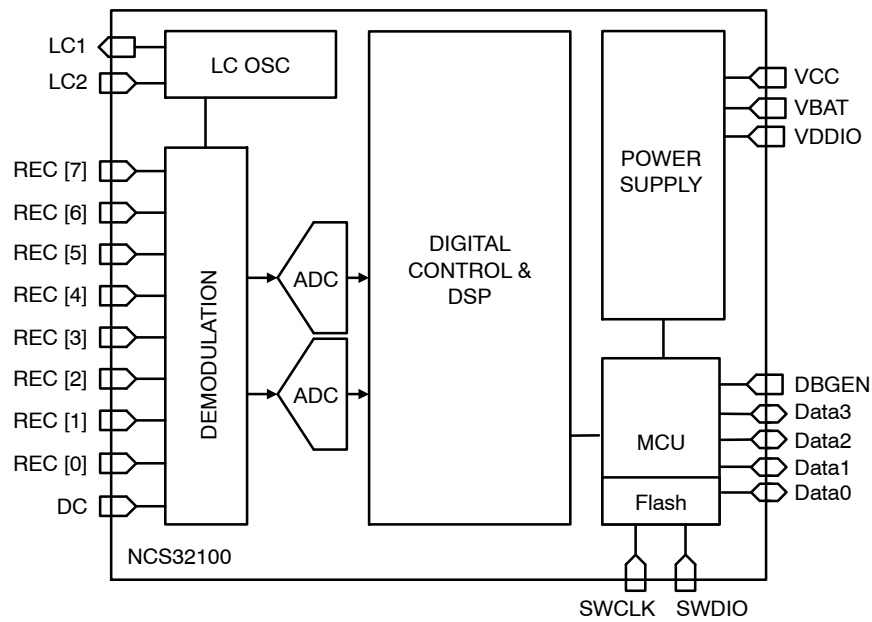 LC1
LC2
LC OSC
REC [7]
REC [6]
REC [5]
REC [4]
REC [3]
REC [2]
REC [1]
REC [0]
DC
DEMODULATION
ADC
ADC
DIGITAL
CONTROL &
DSP
POWER
SUPPLY
VCC
VBAT
VDDIO
MCU
Flash
DBGEN
Data3
Data2
Data1
Data0
NCS32100
SWCLK
SWDIO